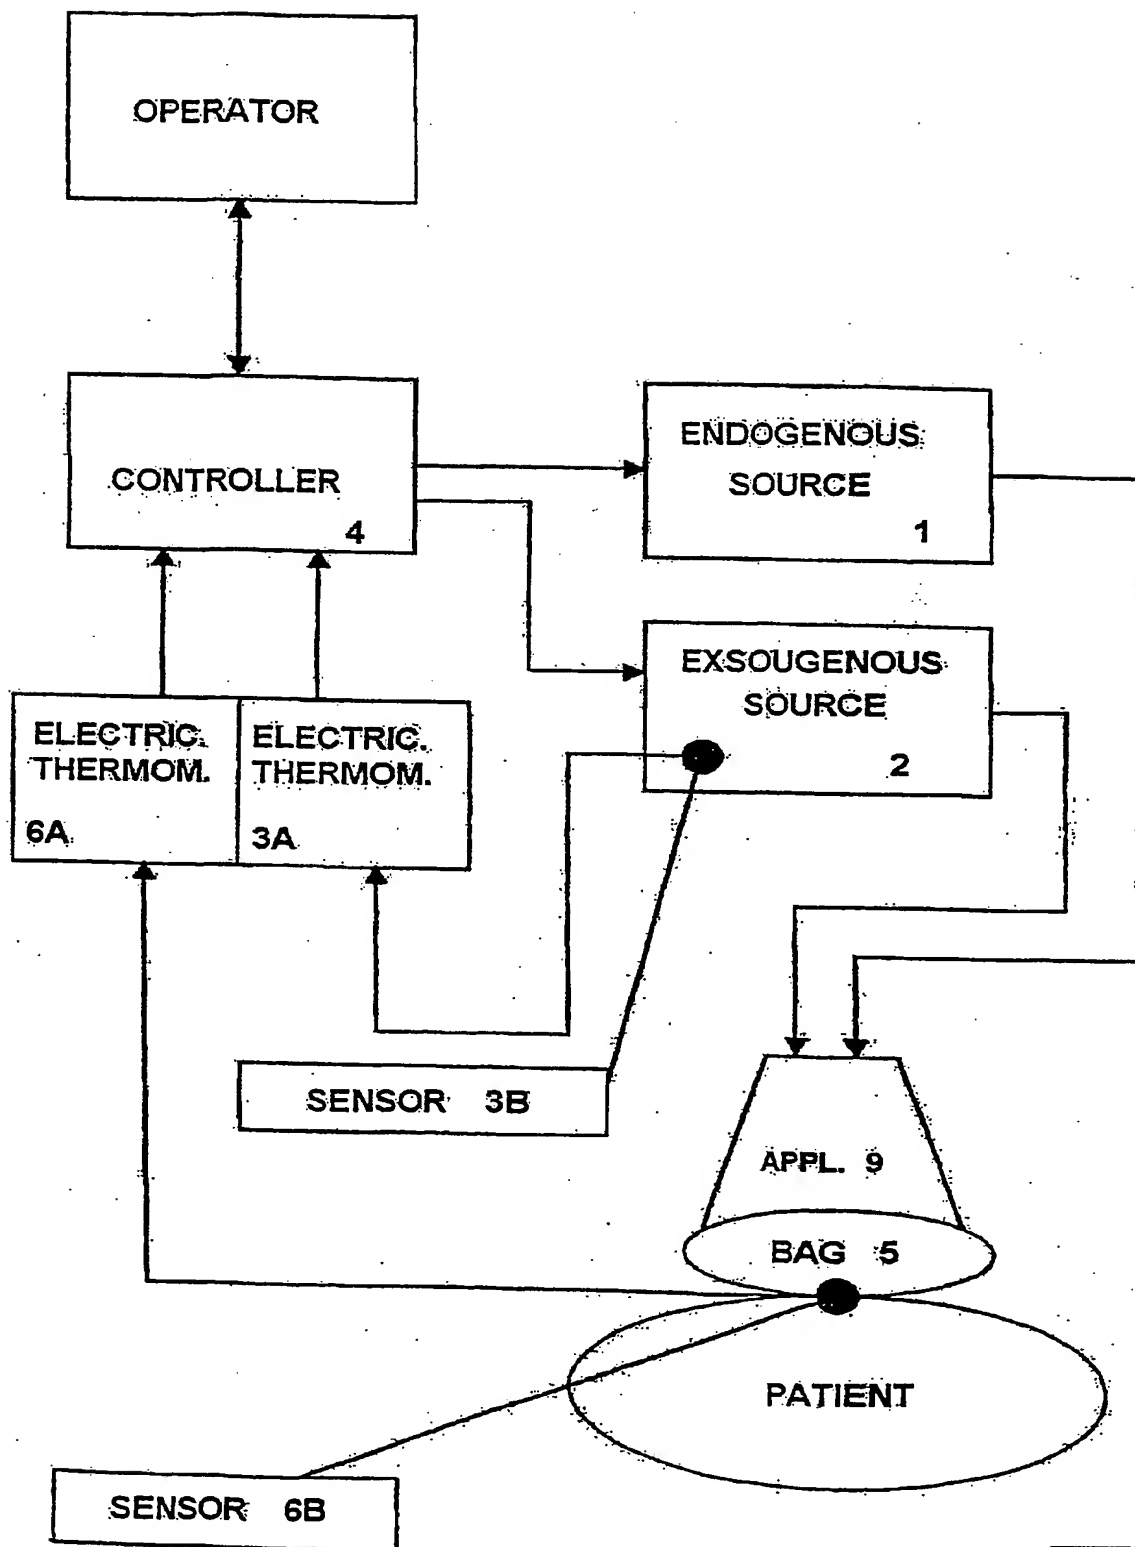 OPERATOR
CONTROLLER
4
ENDOGENOUS
SOURCE
1
EXSOUGENOUS
SOURCE
2
ELECTRIC.
THERMOM.
6A
ELECTRIC.
THERMOM.
3A
SENSOR 3B
APPL. 9
BAG 5
PATIENT
SENSOR 6B